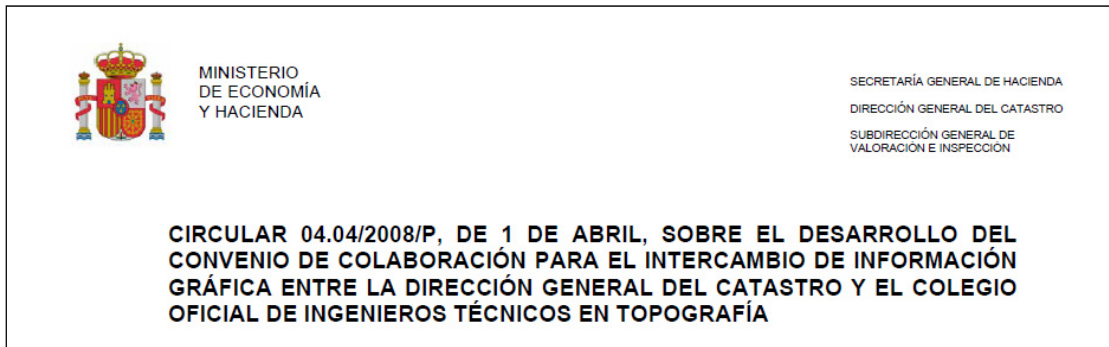 MINISTERIO
DE ECONOMÍA
Y HACIENDA
SECRETARÍA GENERAL DE HACIENDA
DIRECCIÓN GENERAL DEL CATASTRO
SUBDIRECCIÓN GENERAL DE
VALORACIÓN E INSPECCIÓN
CIRCULAR 04.04/2008/P, DE 1 DE ABRIL, SOBRE EL DESARROLLO DEL
CONVENIO DE COLABORACIÓN PARA EL INTERCAMBIO DE INFORMACIÓN
GRÁFICA ENTRE LA DIRECCIÓN GENERAL DEL CATASTRO Y EL COLEGIO
OFICIAL DE INGENIEROS TÉCNICOS EN TOPOGRAFÍA